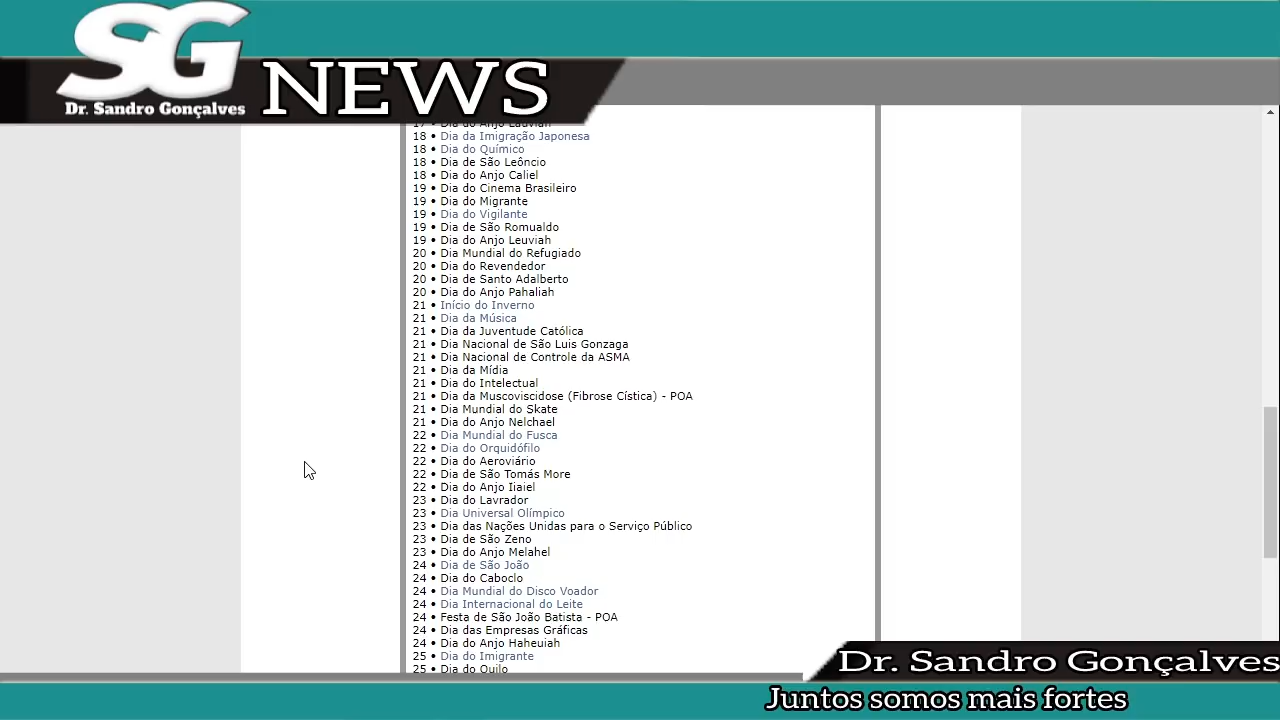 SG
Dr. Sandro Gonçalves
NEWS
17 • Dia do Anjo Lauviah
18 • Dia da Imigração Japonesa
18 • Dia do Químico
18 • Dia de São Leôncio
18 • Dia do Anjo Caliel
19 • Dia do Cinema Brasileiro
19 • Dia do Migrante
19 • Dia do Vigilante
19 • Dia de São Romualdo
19 • Dia do Anjo Leuviah
20 • Dia Mundial do Refugiado
20 • Dia do Revendedor
20 • Dia de Santo Adalberto
20 • Dia do Anjo Pahaliah
21 • Início do Inverno
21 • Dia da Música
21 • Dia da Juventude Católica
21 • Dia Nacional de São Luis Gonzaga
21 • Dia Nacional de Controle da ASMA
21 • Dia da Mídia
21 • Dia do Intelectual
21 • Dia da Muscoviscidose (Fibrose Cística) - POA
21 • Dia Mundial do Skate
21 • Dia do Anjo Nelchael
22 • Dia Mundial do Fusca
22 • Dia do Orquidófilo
22 • Dia do Aeroviário
22 • Dia de São Tomás More
22 • Dia do Anjo Iiaiel
23 • Dia do Lavrador
23 • Dia Universal Olímpico
23 • Dia das Nações Unidas para o Serviço Público
23 • Dia de São Zeno
23 • Dia do Anjo Melahel
24 • Dia de São João
24 • Dia do Caboclo
24 • Dia Mundial do Disco Voador
24 • Dia Internacional do Leite
24 • Festa de São João Batista - POA
24 • Dia das Empresas Gráficas
24 • Dia do Anjo Haheuiah
25 • Dia do Imigrante
25 • Dia do Quilo
Dr. Sandro Gonçalves
Juntos somos mais fortes